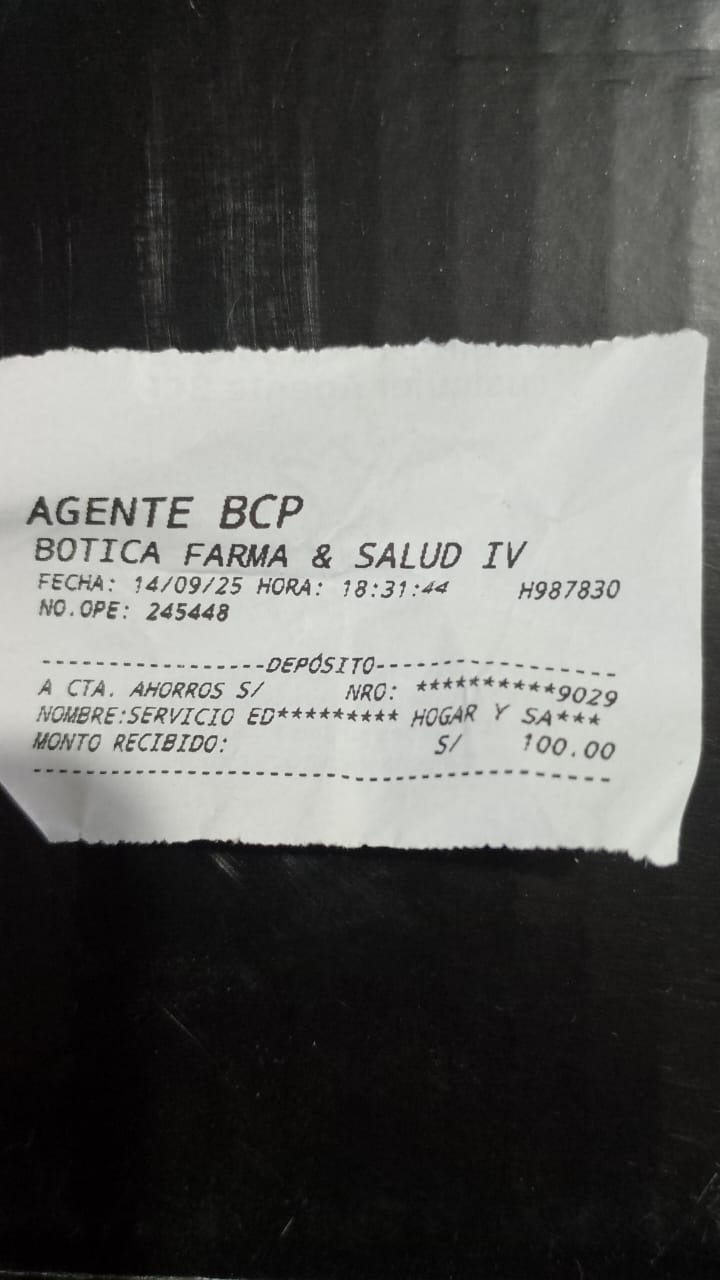 AGENTE BCP
BOTICA FARMA & SALUD IV
FECHA: 14/09/25 HORA: 18:31:44 H987830
NO.OPE: 245448
--------------------DEPÓSITO--------------------
A CTA. AHORROS S/ NRO: **********9029
NOMBRE:SERVICIO ED********* HOGAR Y SA***
MONTO RECIBIDO: S/ 100.00